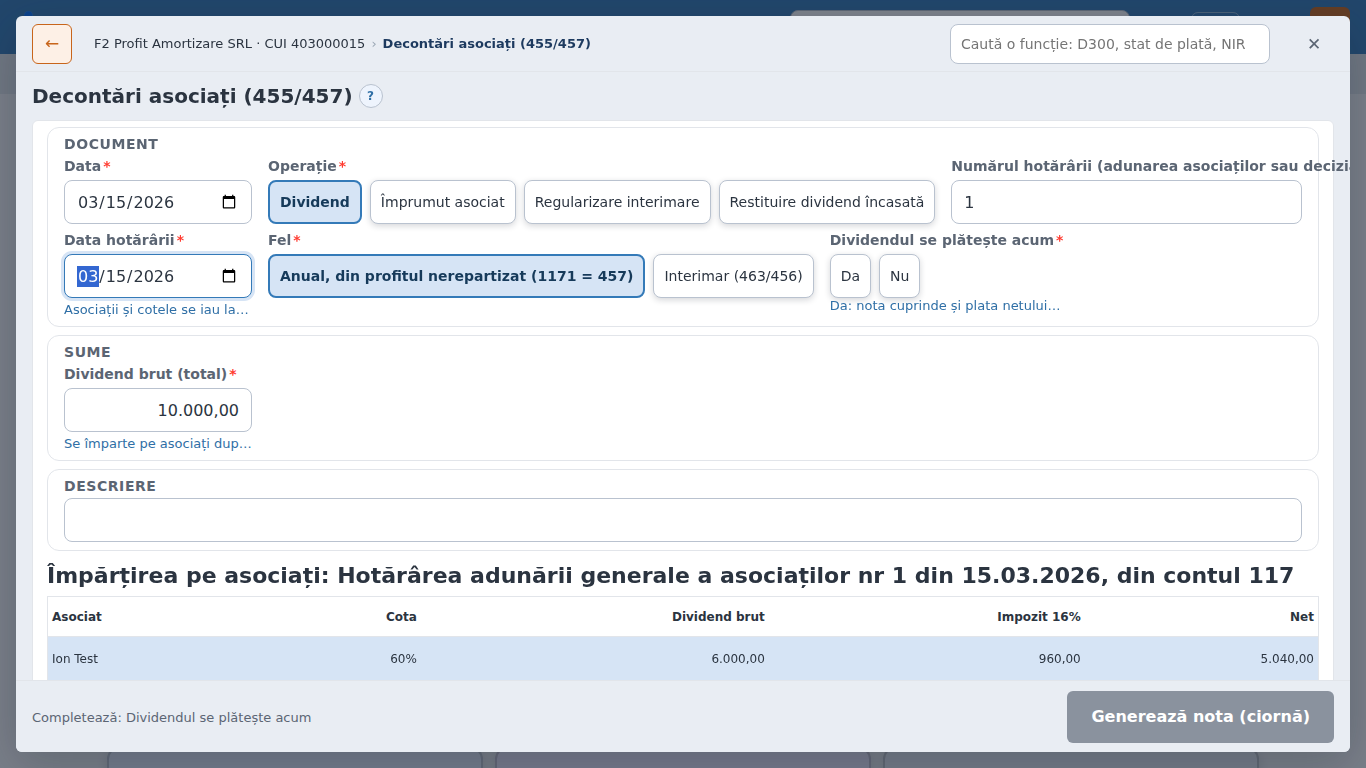 ←
F2 Profit Amortizare SRL · CUI 403000015 › Decontări asociați (455/457)
Caută o funcție: D300, stat de plată, NIR
✕
Decontări asociați (455/457) ?
DOCUMENT
Data*
03/15/2026
Operație*
Dividend
Împrumut asociat
Regularizare interimare
Restituire dividend încasată
Numărul hotărârii (adunarea asociaților sau decizi
1
Data hotărârii*
03/15/2026
Asociații și cotele se iau la…
Fel*
Anual, din profitul nerepartizat (1171 = 457)
Interimar (463/456)
Dividendul se plătește acum*
Da
Nu
Da: nota cuprinde și plata netului…
SUME
Dividend brut (total)*
10.000,00
Se împarte pe asociați dup…
DESCRIERE
Împărțirea pe asociați: Hotărârea adunării generale a asociaților nr 1 din 15.03.2026, din contul 117
Asociat Cota Dividend brut Impozit 16% Net
Ion Test 60% 6.000,00 960,00 5.040,00
Completează: Dividendul se plătește acum
Generează nota (ciornă)